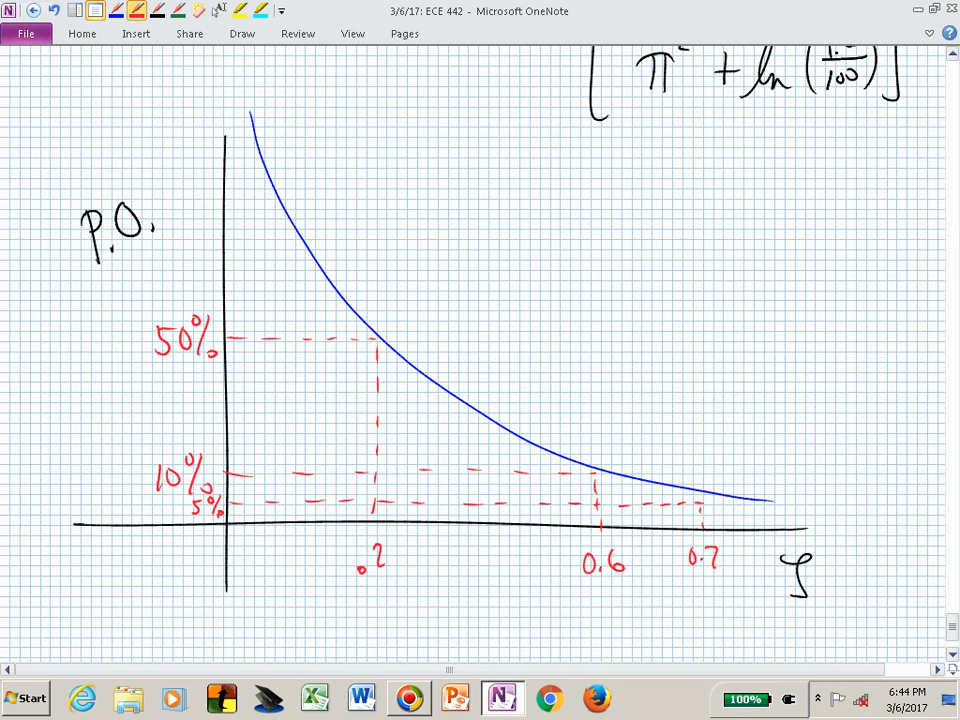 3/6/17: ECE 442 - Microsoft OneNote
File Home Insert Share Draw Review View Pages
π² + ln (
100
)
P.O.
50%
10%
5%
.2 0.6 0.7 ζ
Start
100%
6:44 PM
3/6/2017